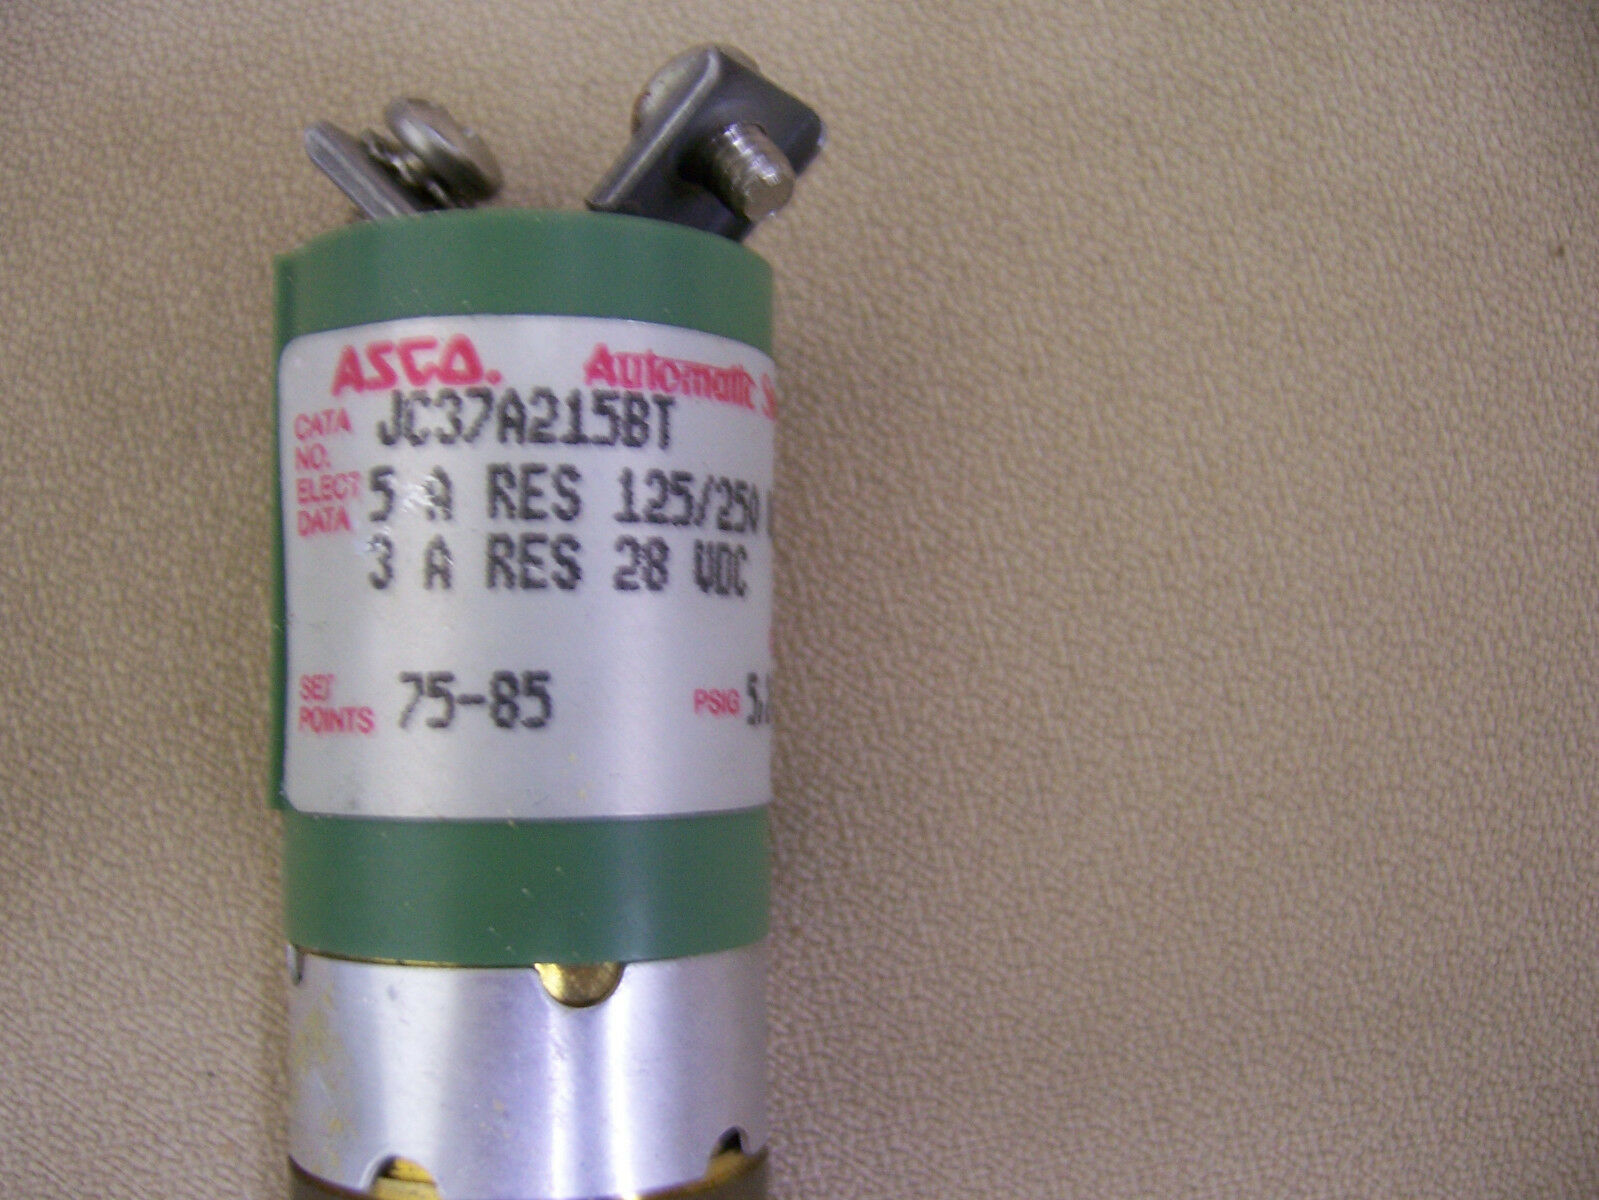 ASCO. Automatic
CATA NO. JC37A215BT
ELECT DATA 5 A RES 125/250
3 A RES 28 VDC
SET POINTS 75-85 PSIG